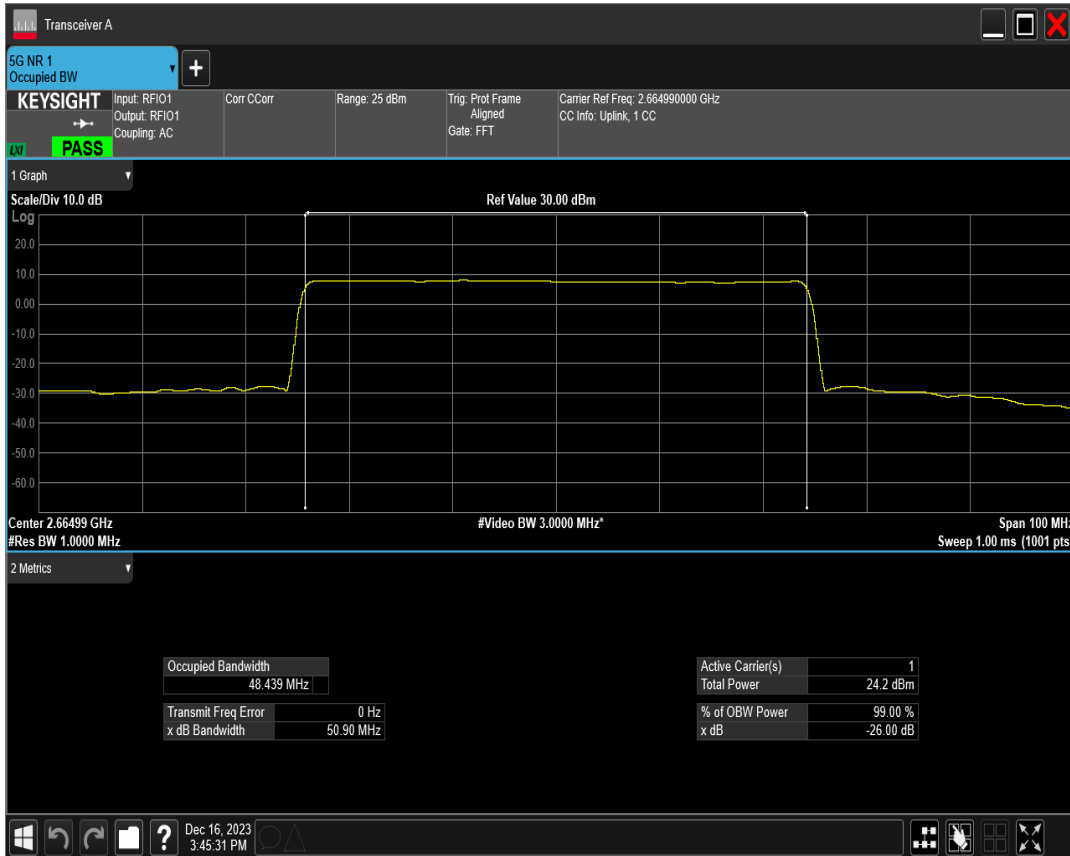 Transceiver A
5G NR 1
Occupied BW
+
KEYSIGHT
LXI
PASS
Input: RFIO1
Output: RFIO1
Coupling: AC
Corr CCorr
Range: 25 dBm
Trig: Prot Frame
Aligned
Gate: FFT
Carrier Ref Freq: 2.664990000 GHz
CC Info: Uplink, 1 CC
1 Graph
Scale/Div 10.0 dB
Ref Value 30.00 dBm
Log
20.0
10.0
0.00
-10.0
-20.0
-30.0
-40.0
-50.0
-60.0
Center 2.66499 GHz
#Video BW 3.0000 MHz*
Span 100 MHz
#Res BW 1.0000 MHz
Sweep 1.00 ms (1001 pts
2 Metrics
Occupied Bandwidth
48.439 MHz
Transmit Freq Error 0 Hz
x dB Bandwidth 50.90 MHz
Active Carrier(s) 1
Total Power 24.2 dBm
% of OBW Power 99.00 %
x dB -26.00 dB
?
Dec 16, 2023
3:45:31 PM